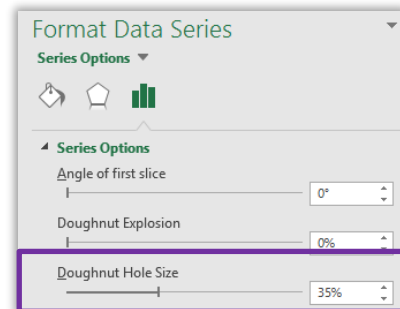 Format Data Series
Series Options
Series Options
Angle of first slice
0°
Doughnut Explosion
0%
Doughnut Hole Size
35%